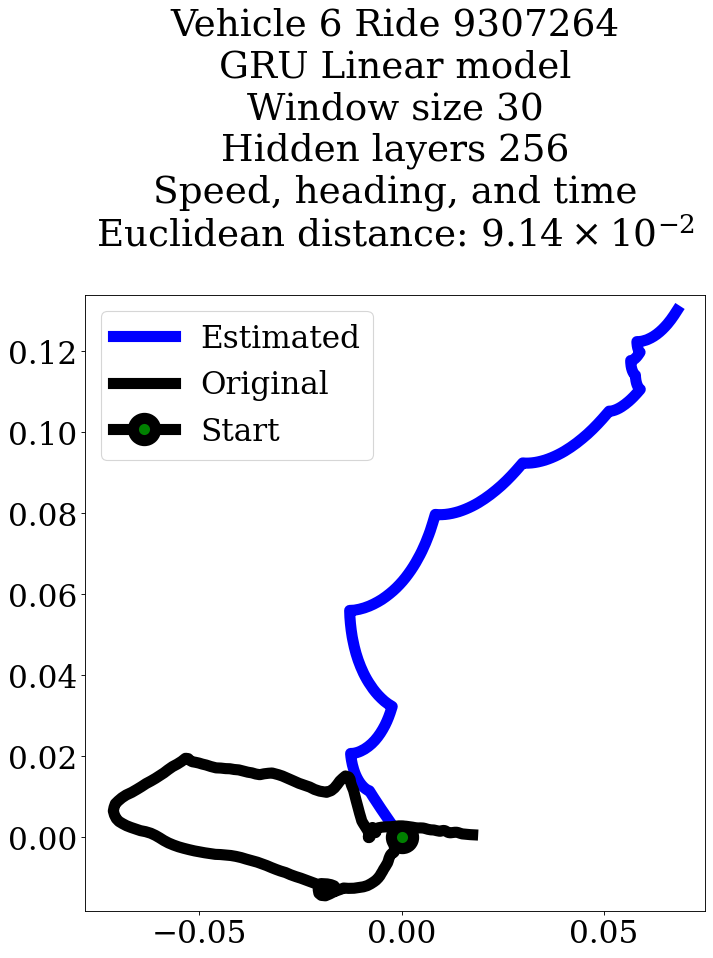 Vehicle 6 Ride 9307264
GRU Linear model
Window size 30
Hidden layers 256
Speed, heading, and time
Euclidean distance: 9.14 × 10⁻²
Estimated
Original
Start
0.12
0.10
0.08
0.06
0.04
0.02
0.00
−0.05 0.00 0.05